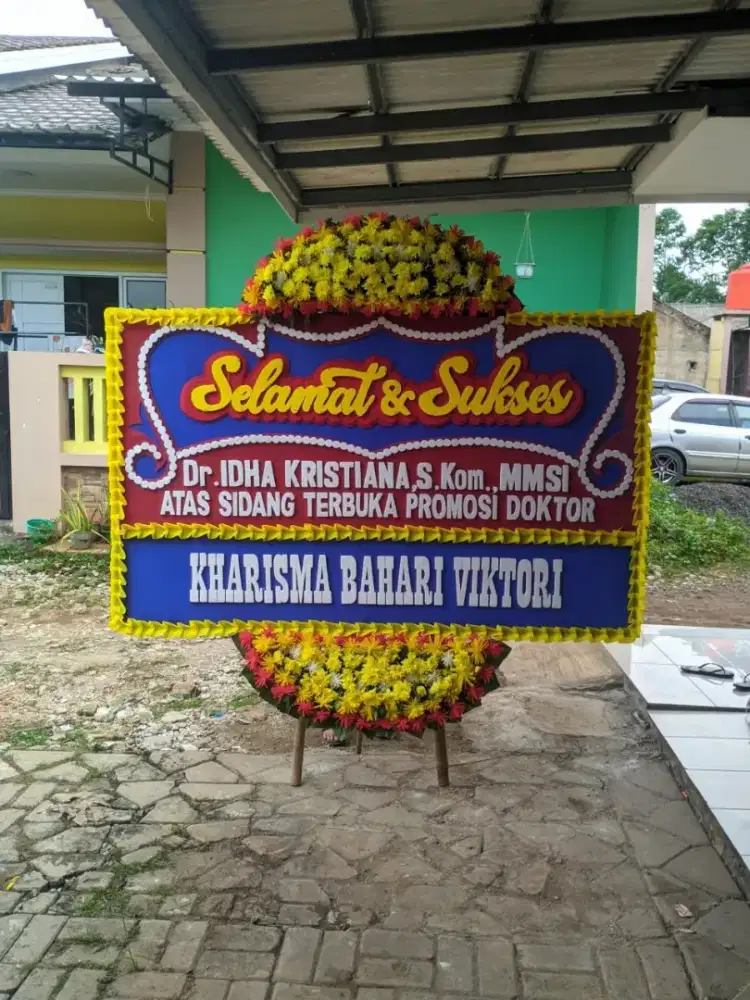 Selamat & Sukses
Dr.IDHA KRISTIANA,S.Kom.,MMSI
ATAS SIDANG TERBUKA PROMOSI DOKTOR
KHARISMA BAHARI VIKTORI